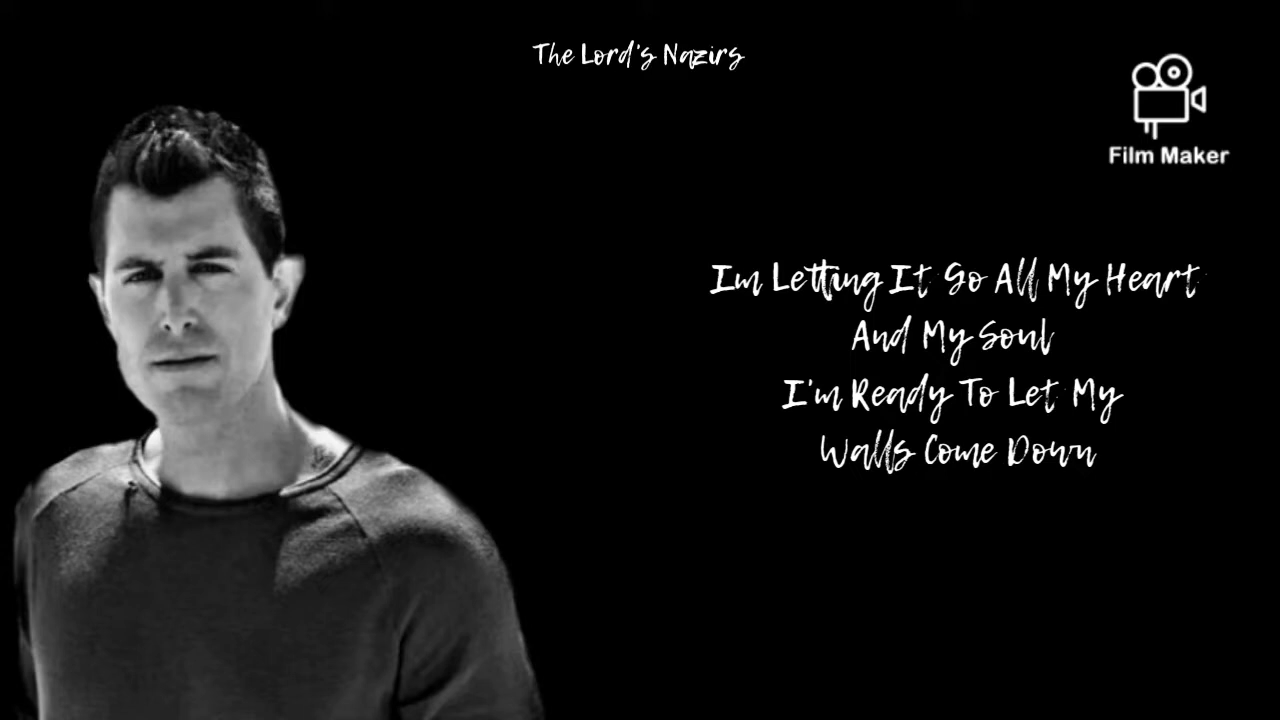 The Lord's Nazirs
Film Maker
Im Letting It Go All My Heart
And My Soul
I'm Ready To Let My
Walls Come Down